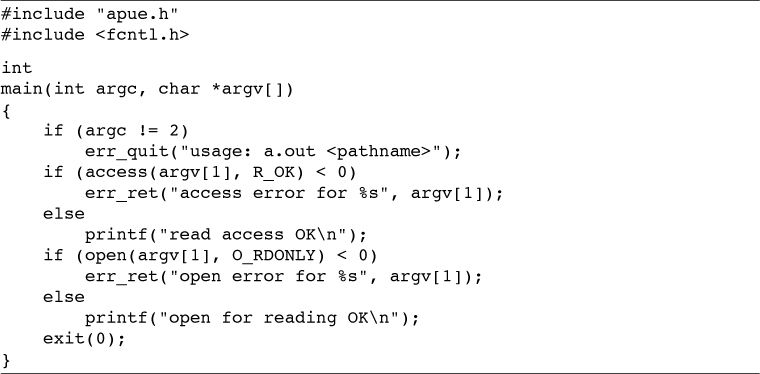 #include "apue.h"
#include <fcntl.h>
int
main(int argc, char *argv[])
{
    if (argc != 2)
        err_quit("usage: a.out <pathname>");
    if (access(argv[1], R_OK) < 0)
        err_ret("access error for %s", argv[1]);
    else
        printf("read access OK\n");
    if (open(argv[1], O_RDONLY) < 0)
        err_ret("open error for %s", argv[1]);
    else
        printf("open for reading OK\n");
    exit(0);
}